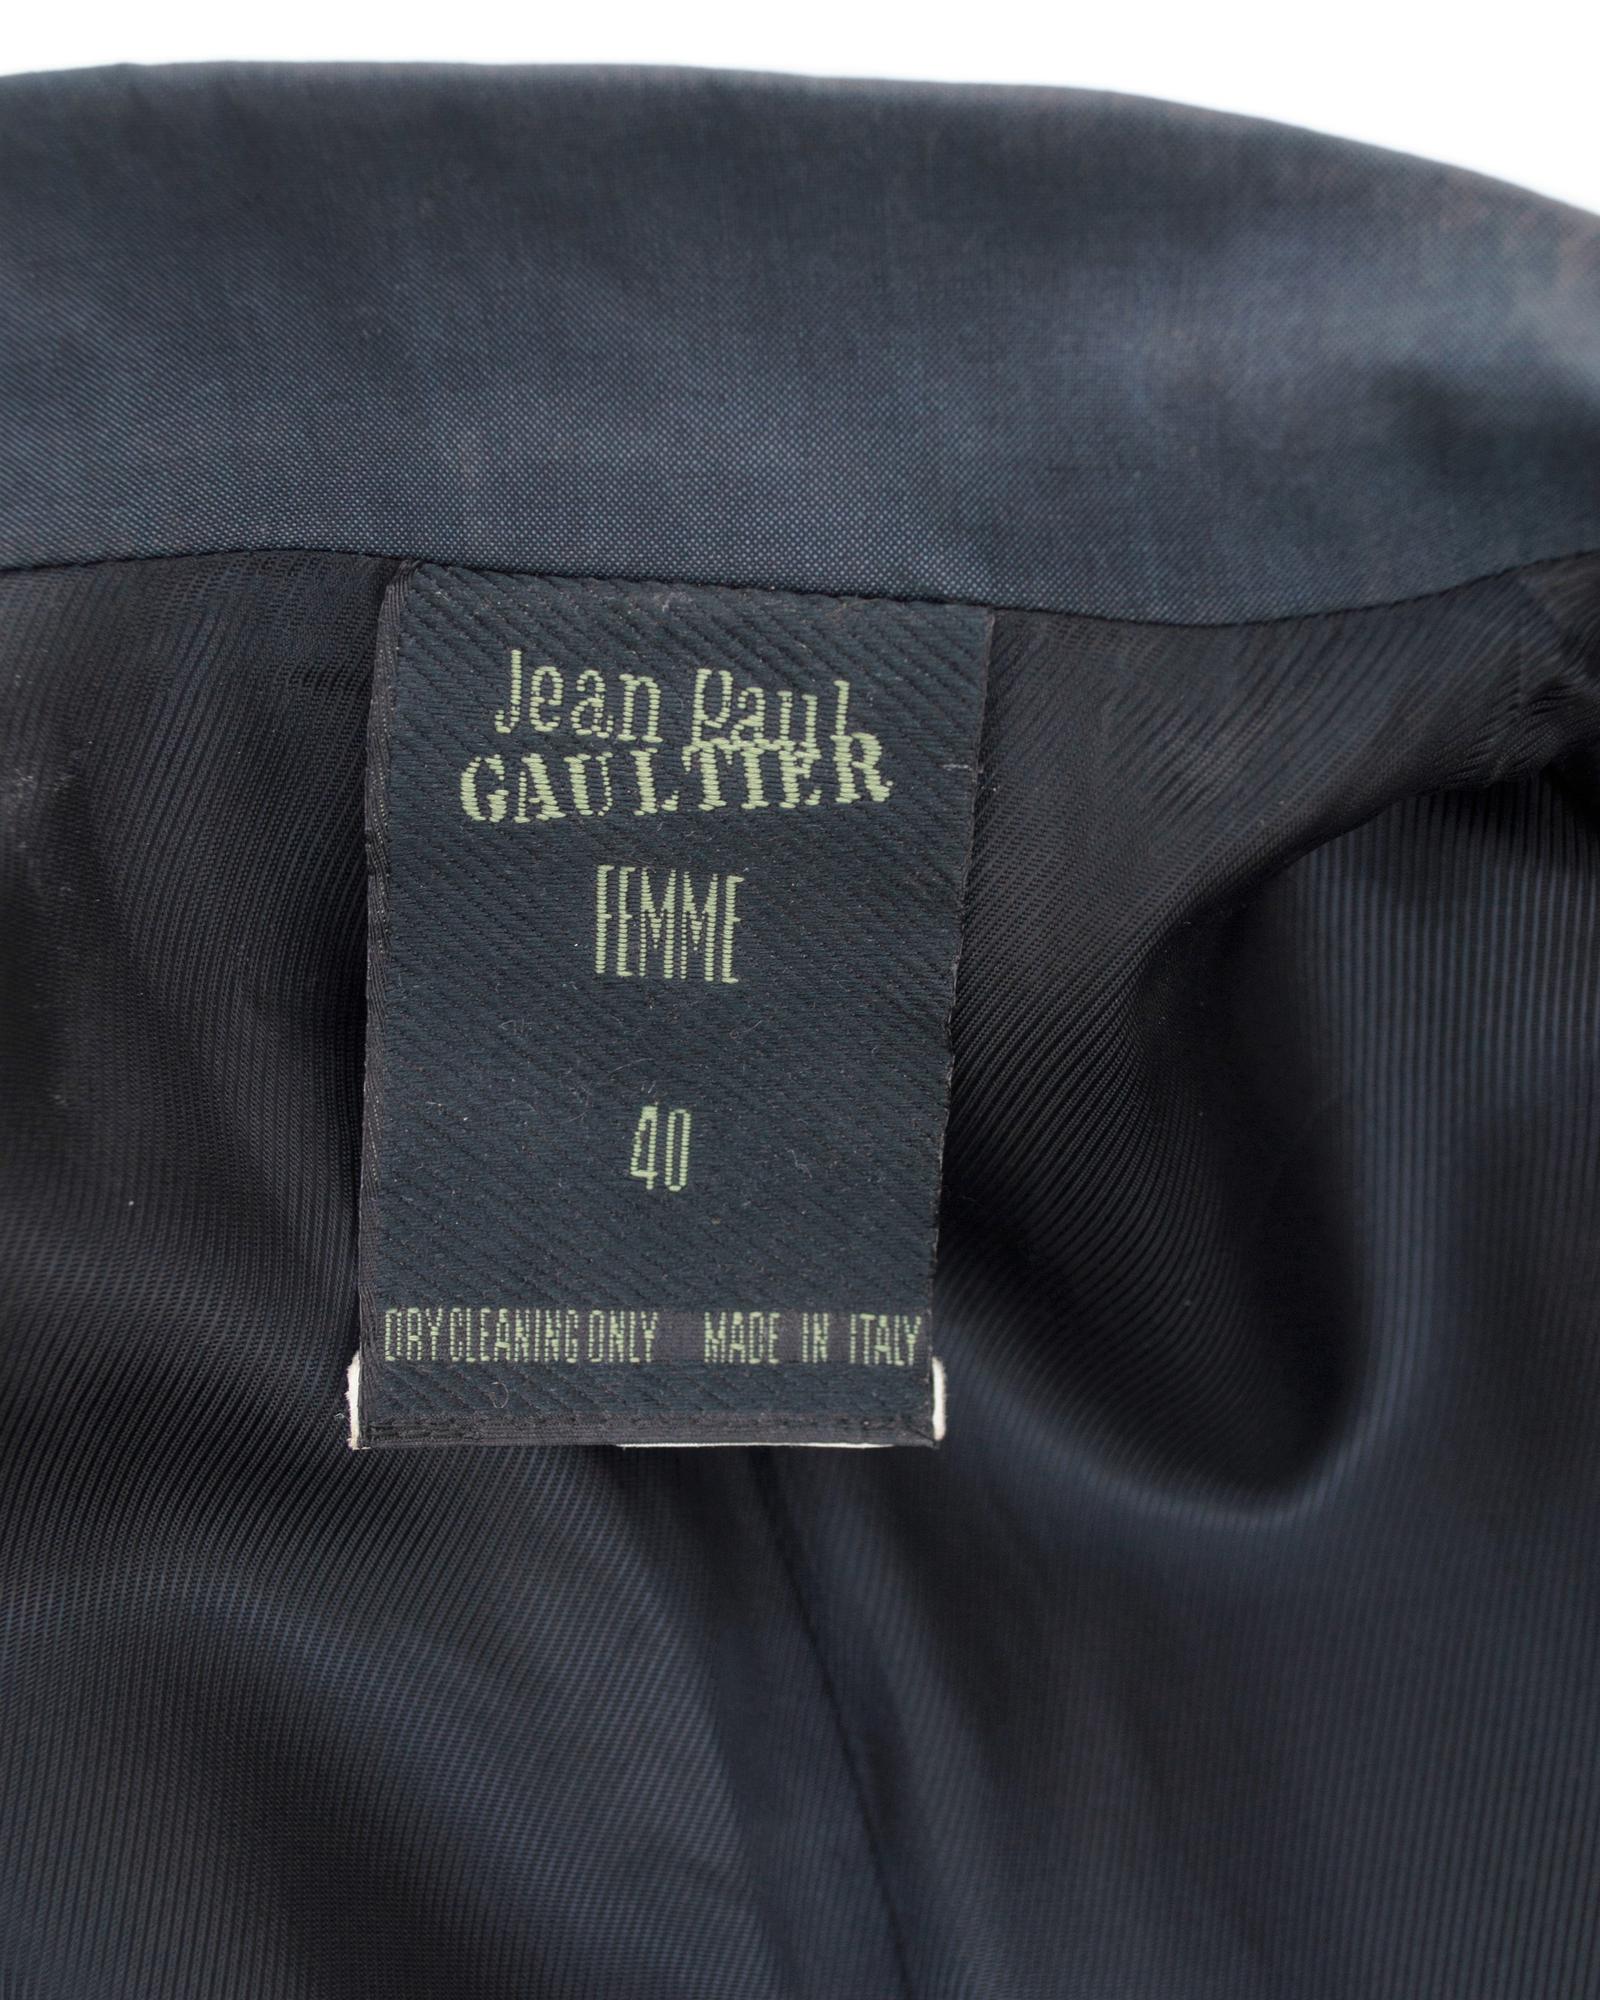 Jean Paul
GAULTIER
FEMME
40
DRY CLEANING ONLY MADE IN ITALY